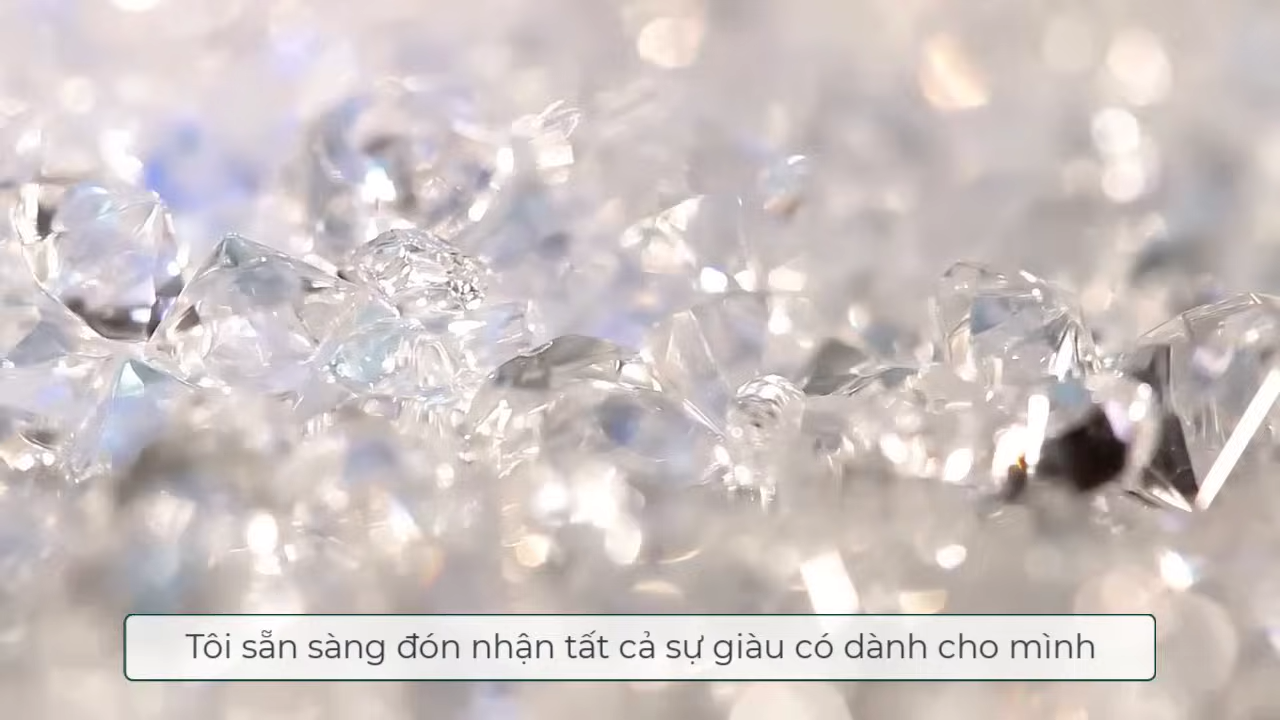 Tôi sẵn sàng đón nhận tất cả sự giàu có dành cho mình